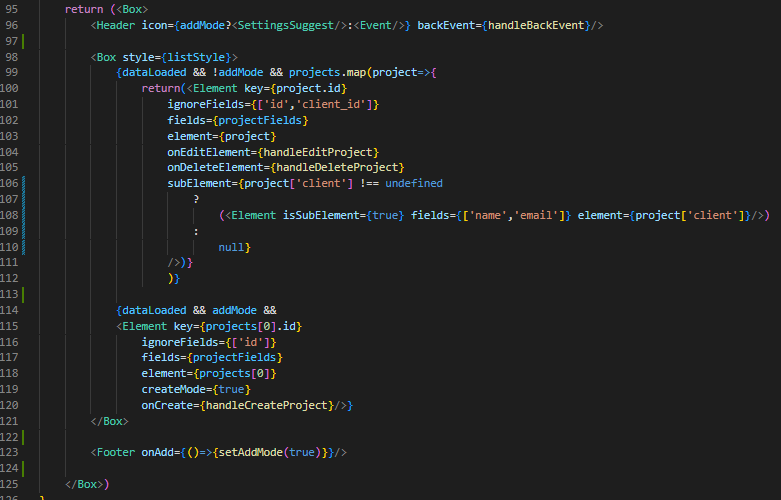 95 return (<Box>
96 <Header icon={addMode?<SettingsSuggest/>:<Event/>} backEvent={handleBackEvent}/>
97
98 <Box style={listStyle}>
99 {dataLoaded && !addMode && projects.map(project=>{
100 return(<Element key={project.id}
101 ignoreFields={['id','client_id']}
102 fields={projectFields}
103 element={project}
104 onEditElement={handleEditProject}
105 onDeleteElement={handleDeleteProject}
106 subElement={project['client'] !== undefined
107 ?
108 (<Element isSubElement={true} fields={['name','email']} element={project['client']}/>)
109 :
110 null}
111 />)}
112 )}
113
114 {dataLoaded && addMode &&
115 <Element key={projects[0].id}
116 ignoreFields={['id']}
117 fields={projectFields}
118 element={projects[0]}
119 createMode={true}
120 onCreate={handleCreateProject}/>}
121 </Box>
122
123 <Footer onAdd={()=>{setAddMode(true)}}/>
124
125 </Box>)
126 }